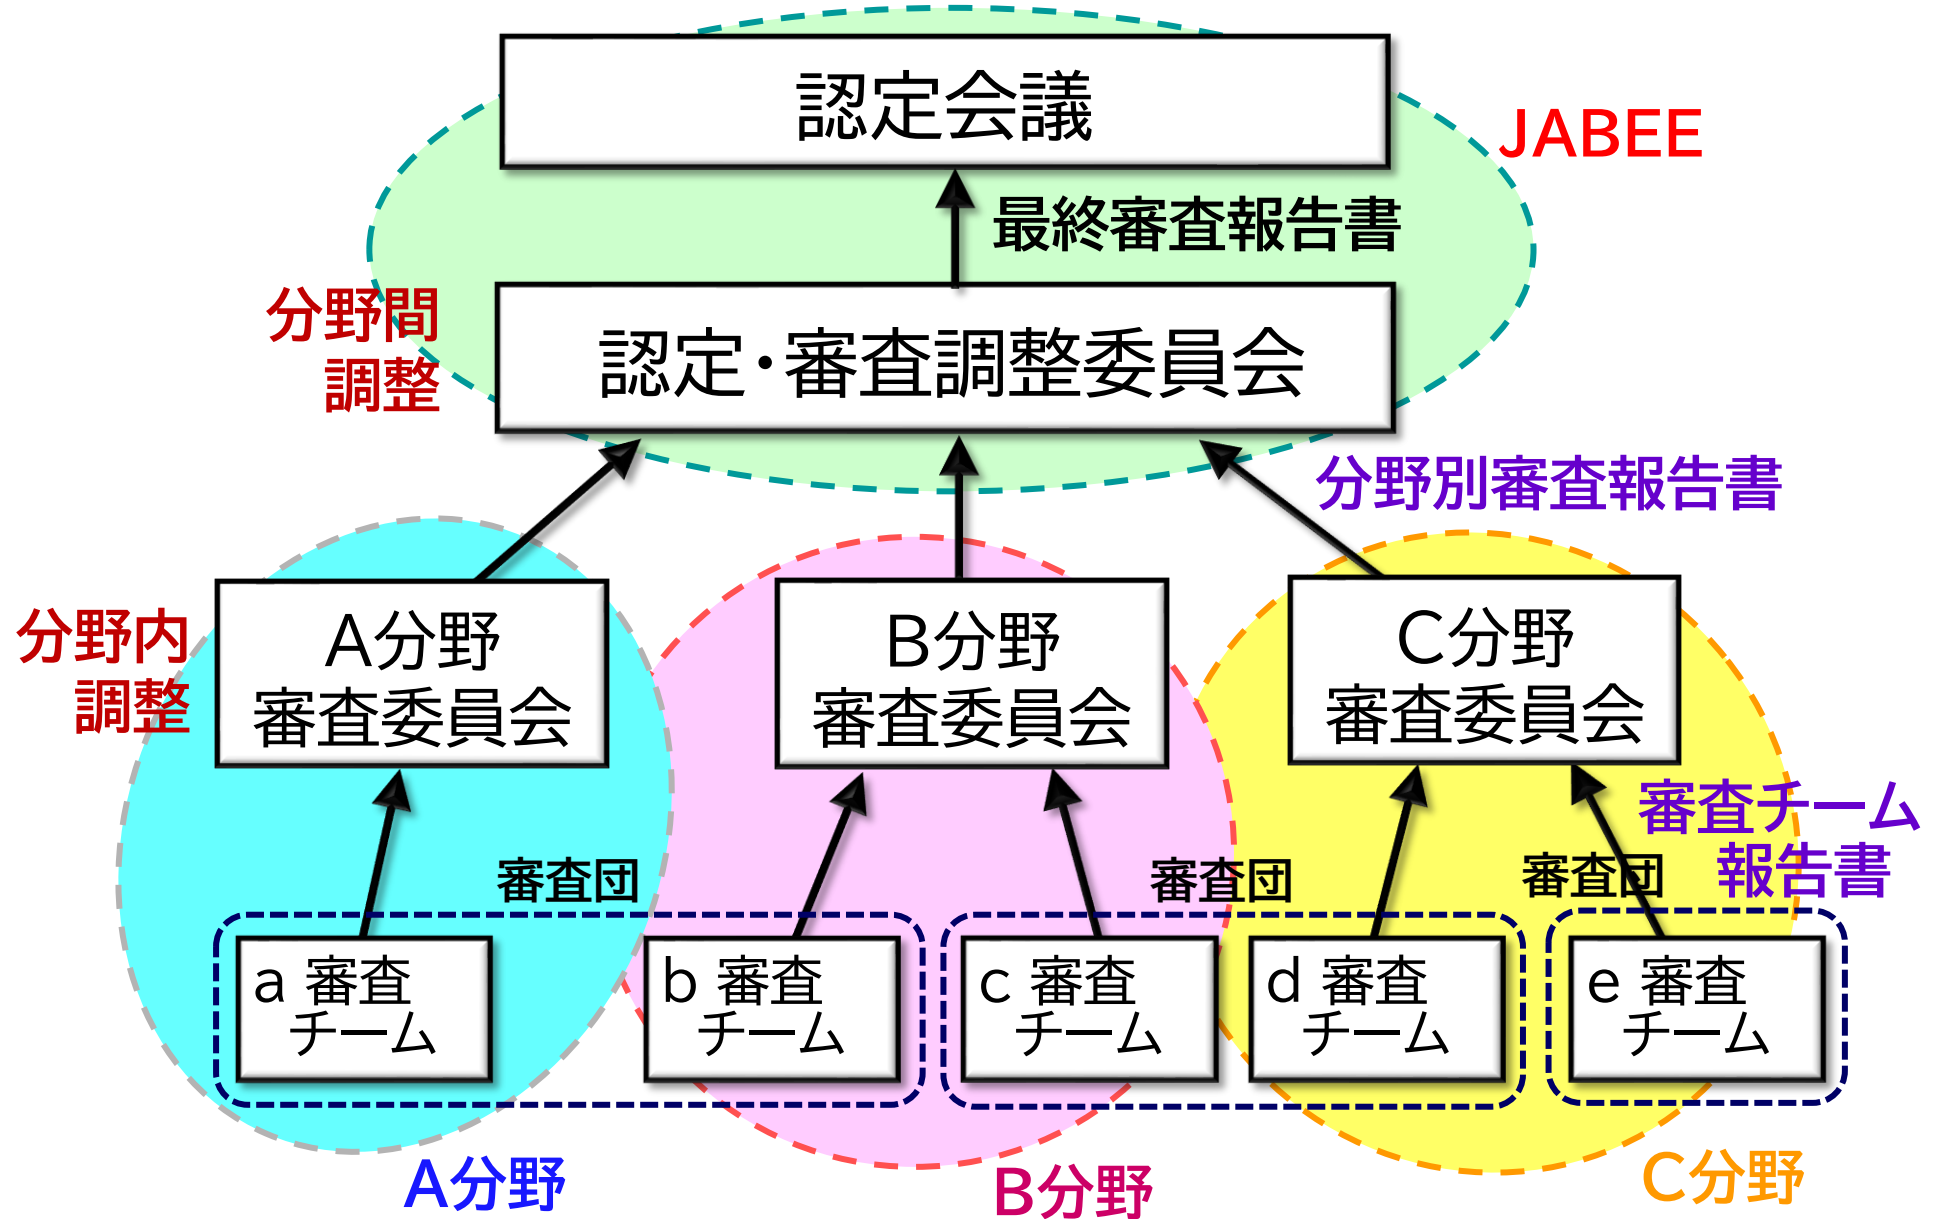 認定会議
JABEE
最終審査報告書
分野間
調整
認定・審査調整委員会
分野別審査報告書
分野内
調整
A分野
審査委員会
B分野
審査委員会
C分野
審査委員会
審査チーム
報告書
審査団
審査団
審査団
a 審査
チーム
b 審査
チーム
c 審査
チーム
d 審査
チーム
e 審査
チーム
A分野
B分野
C分野